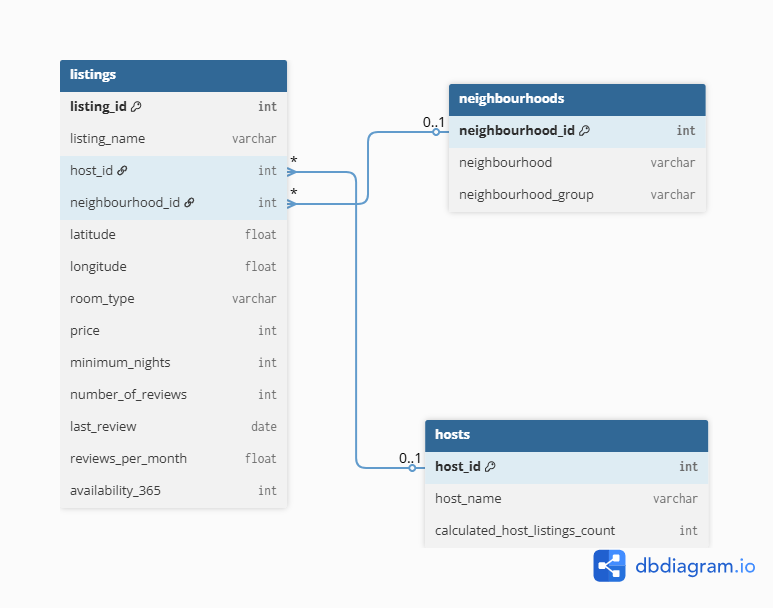 listings
listing_id int
listing_name varchar
host_id int
neighbourhood_id int
latitude float
longitude float
room_type varchar
price int
minimum_nights int
number_of_reviews int
last_review date
reviews_per_month float
availability_365 int
*
*
0..1
neighbourhoods
neighbourhood_id int
neighbourhood varchar
neighbourhood_group varchar
0..1
hosts
host_id int
host_name varchar
calculated_host_listings_count int
dbdiagram.io